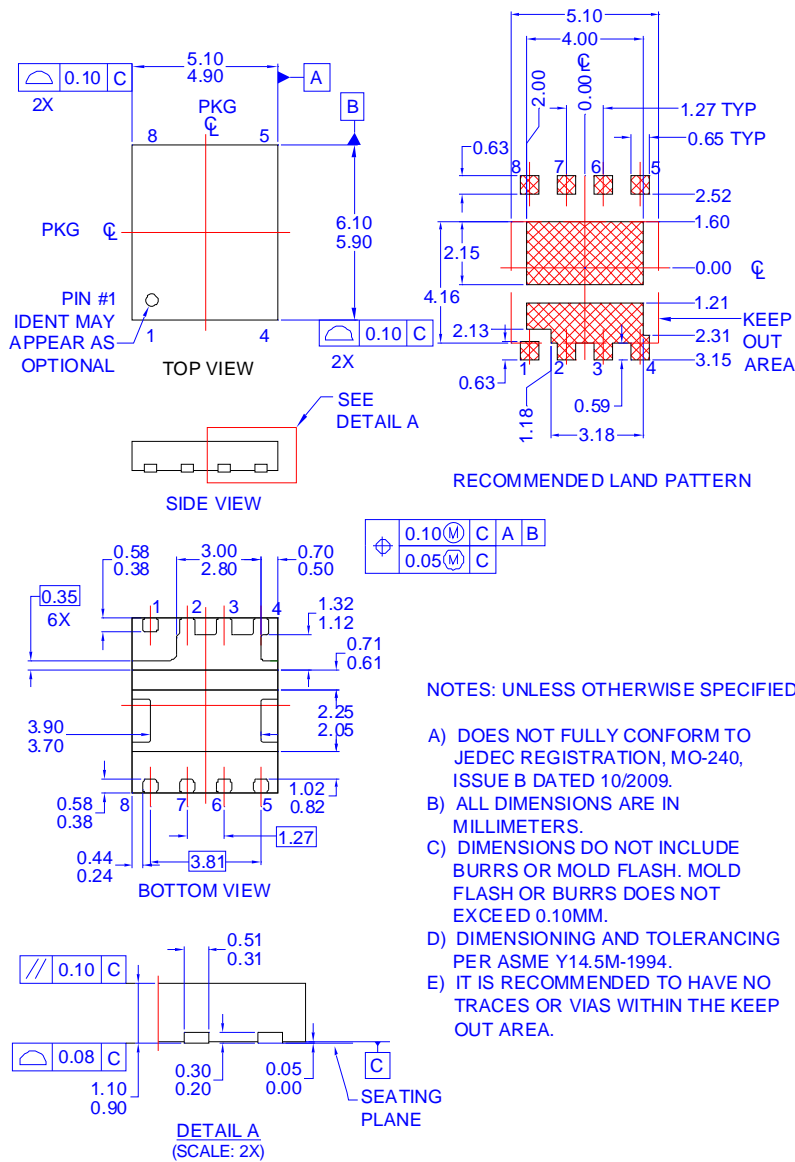 5.10
4.90
0.10 C
2X
A
B
PKG
CL
8 5
PKG CL
6.10
5.90
PIN #1
IDENT MAY
APPEAR AS
OPTIONAL
1 4
0.10 C
2X
TOP VIEW
5.10
4.00
CL
2.00
0.00
1.27 TYP
0.65 TYP
0.63
8 7 6 5
2.52
1.60
2.15
0.00 CL
4.16
1.21
KEEP
OUT
AREA
2.13
2.31
3.15
1 2 3 4
0.63
0.59
1.18
3.18
RECOMMENDED LAND PATTERN
SEE
DETAIL A
SIDE VIEW
0.10 M C A B
0.05 M C
0.58
0.38
3.00
2.80
0.70
0.50
0.35
6X
1 2 3 4
1.32
1.12
0.71
0.61
3.90
3.70
2.25
2.05
0.58
0.38
1.02
0.82
8 7 6 5
1.27
0.44
0.24
3.81
BOTTOM VIEW
NOTES: UNLESS OTHERWISE SPECIFIED
A) DOES NOT FULLY CONFORM TO
JEDEC REGISTRATION, MO-240,
ISSUE B DATED 10/2009.
B) ALL DIMENSIONS ARE IN
MILLIMETERS.
C) DIMENSIONS DO NOT INCLUDE
BURRS OR MOLD FLASH. MOLD
FLASH OR BURRS DOES NOT
EXCEED 0.10MM.
D) DIMENSIONING AND TOLERANCING
PER ASME Y14.5M-1994.
E) IT IS RECOMMENDED TO HAVE NO
TRACES OR VIAS WITHIN THE KEEP
OUT AREA.
0.51
0.31
// 0.10 C
0.08 C
1.10
0.90
0.30
0.20
0.05
0.00
C
SEATING
PLANE
DETAIL A
(SCALE: 2X)